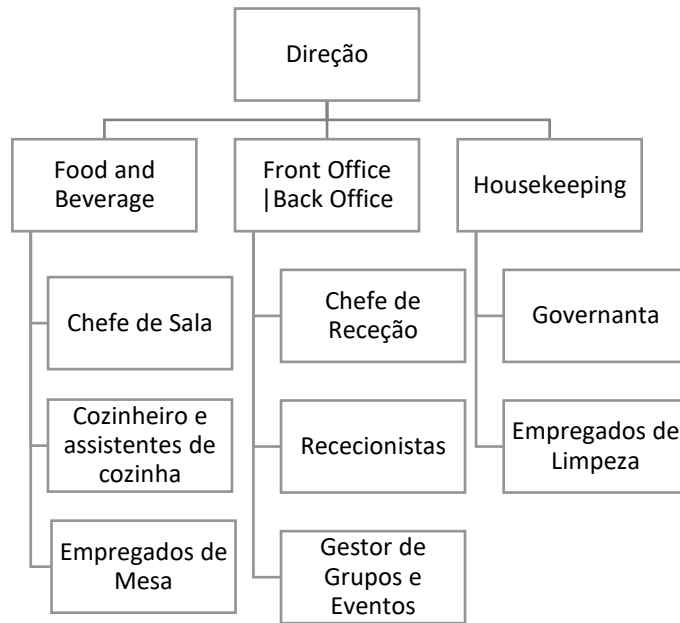 Direção
Food and
Beverage
Chefe de Sala
Cozinheiro e
assistentes de
cozinha
Empregados de
Mesa
Front Office
|Back Office
Chefe de
Receção
Rececionistas
Gestor de
Grupos e
Eventos
Housekeeping
Governanta
Empregados de
Limpeza